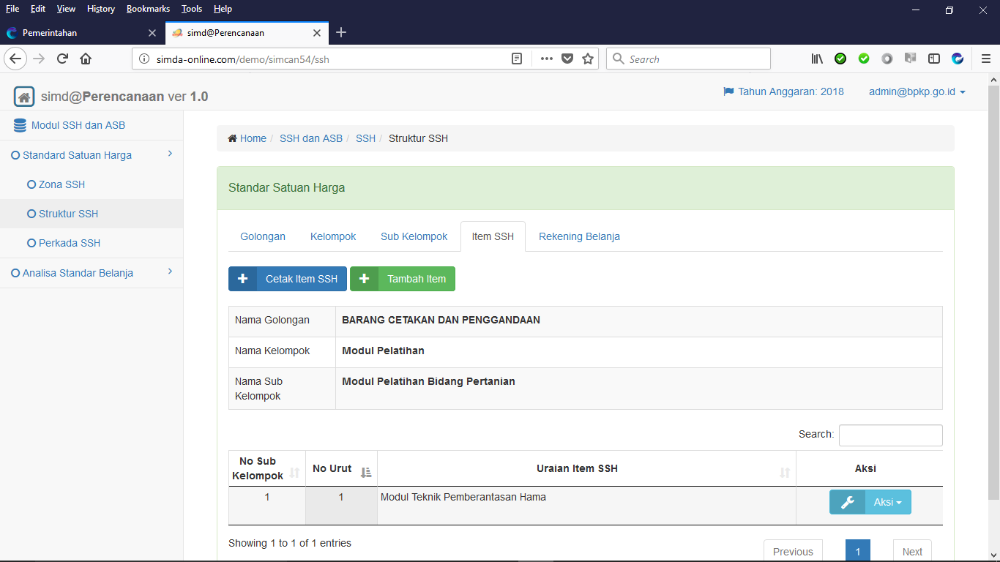 File Edit View History Bookmarks Tools Help
Pemerintahan simd@Perencanaan
simda-online.com/demo/simcan54/ssh Search
simd@Perencanaan ver 1.0 Tahun Anggaran: 2018 admin@bpkp.go.id
Modul SSH dan ASB
Standard Satuan Harga
Zona SSH
Struktur SSH
Perkada SSH
Analisa Standar Belanja
Home / SSH dan ASB / SSH / Struktur SSH
Standar Satuan Harga
Golongan Kelompok Sub Kelompok Item SSH Rekening Belanja
Cetak Item SSH Tambah Item
Nama Golongan BARANG CETAKAN DAN PENGGANDAAN
Nama Kelompok Modul Pelatihan
Nama Sub Modul Pelatihan Bidang Pertanian
Kelompok
Search:
No Sub
Kelompok No Urut Uraian Item SSH Aksi
1 1 Modul Teknik Pemberantasan Hama Aksi
Showing 1 to 1 of 1 entries
Previous 1 Next